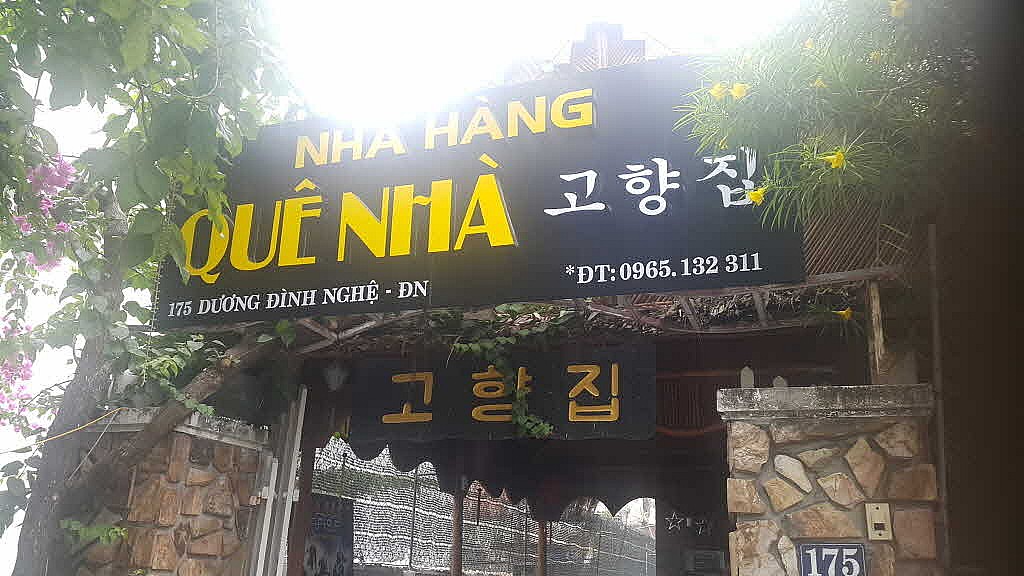 NHÀ HÀNG
QUÊ NHÀ 고향집
*ĐT: 0965.132 311
175 DƯƠNG ĐÌNH NGHỆ - ĐN
고향집
175